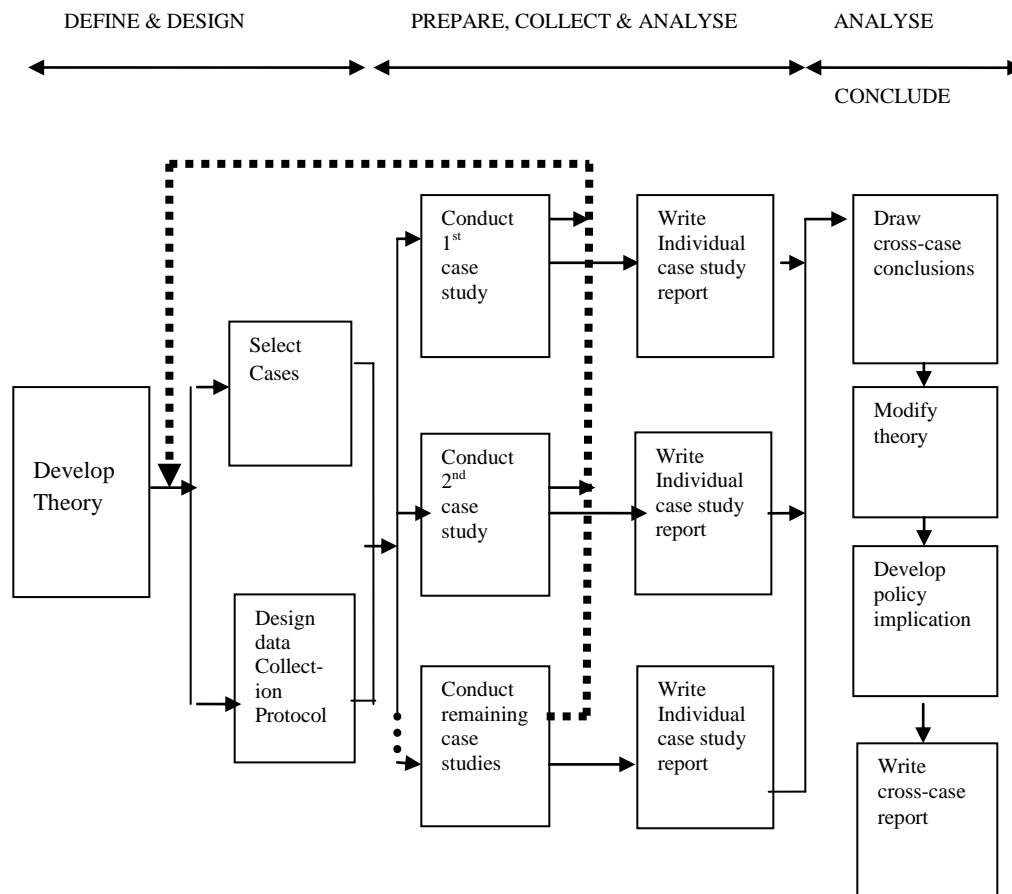 DEFINE & DESIGN
PREPARE, COLLECT & ANALYSE
ANALYSE
CONCLUDE
Develop
Theory
Select
Cases
Design
data
Collect-
ion
Protocol
Conduct
1st
case
study
Write
Individual
case study
report
Conduct
2nd
case
study
Write
Individual
case study
report
Conduct
remaining
case
studies
Write
Individual
case study
report
Draw
cross-case
conclusions
Modify
theory
Develop
policy
implication
Write
cross-case
report